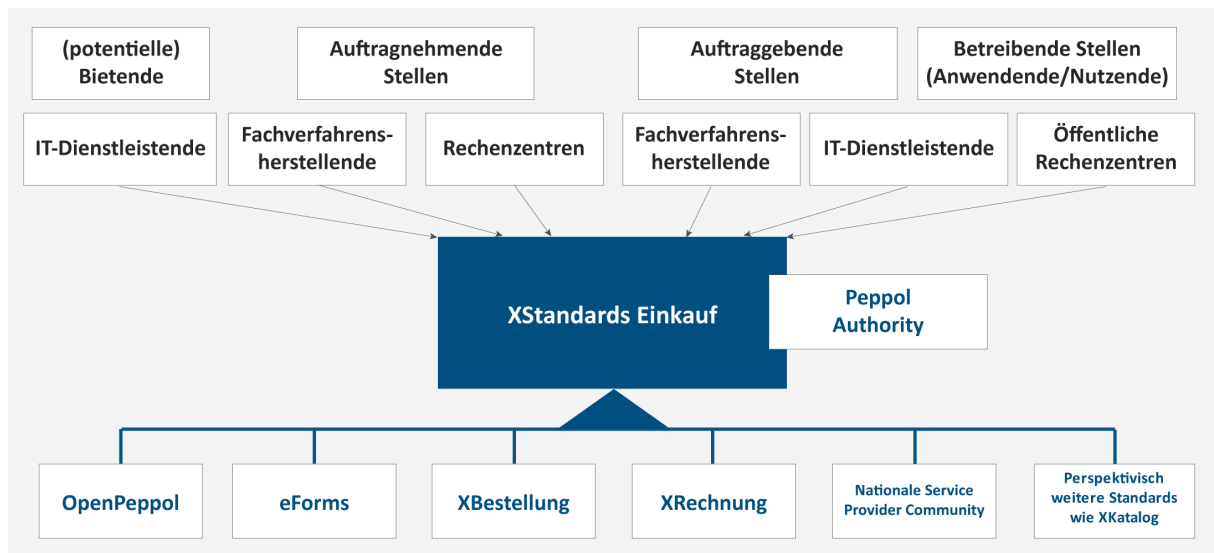 (potentielle)
Bietende
Auftragnehmende
Stellen
Auftraggebende
Stellen
Betreibende Stellen
(Anwendende/Nutzende)
IT-Dienstleistende
Fachverfahrens-
herstellende
Rechenzentren
Fachverfahrens-
herstellende
IT-Dienstleistende
Öffentliche
Rechenzentren
XStandards Einkauf
Peppol
Authority
OpenPeppol
eForms
XBestellung
XRechnung
Nationale Service
Provider Community
Perspektivisch
weitere Standards
wie XKatalog